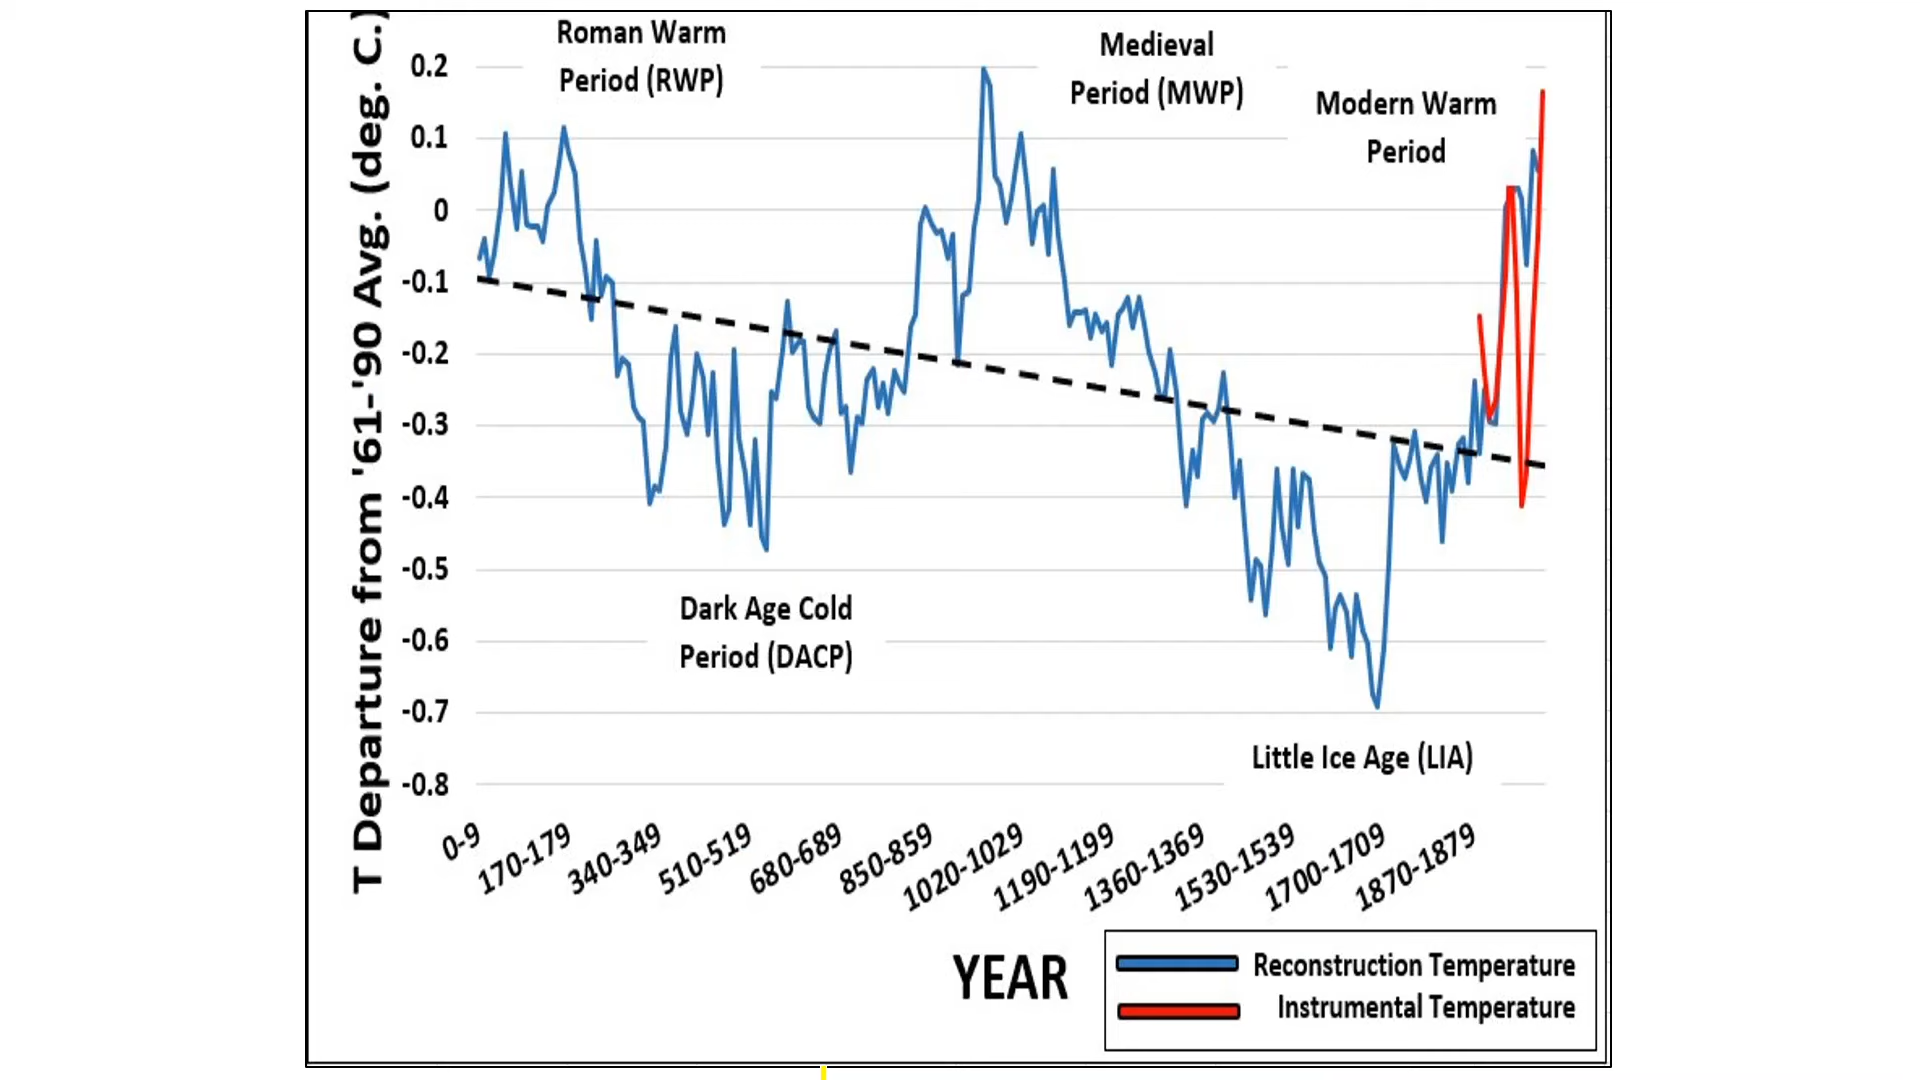 T Departure from '61-'90 Avg. (deg. C.)
Roman Warm
Period (RWP)
Medieval
Period (MWP)
Modern Warm
Period
0.2
0.1
0
-0.1
-0.2
-0.3
-0.4
-0.5
-0.6
-0.7
-0.8
Dark Age Cold
Period (DACP)
Little Ice Age (LIA)
0-9
170-179
340-349
510-519
680-689
850-859
1020-1029
1190-1199
1360-1369
1530-1539
1700-1709
1870-1879
YEAR
Reconstruction Temperature
Instrumental Temperature